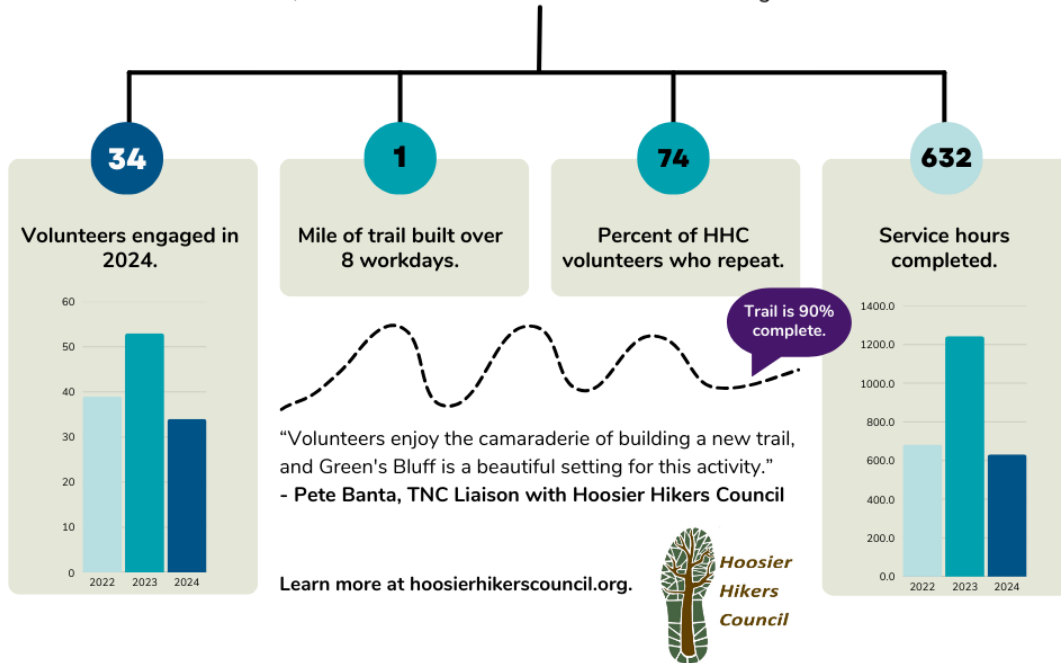 34
Volunteers engaged in
2024.
60
50
40
30
20
10
0
2022 2023 2024
1
Mile of trail built over
8 workdays.
74
Percent of HHC
volunteers who repeat.
Trail is 90%
complete.
“Volunteers enjoy the camaraderie of building a new trail,
and Green's Bluff is a beautiful setting for this activity.”
- Pete Banta, TNC Liaison with Hoosier Hikers Council
Learn more at hoosierhikerscouncil.org.
Hoosier
Hikers
Council
632
Service hours
completed.
1400.0
1200.0
1000.0
800.0
600.0
400.0
200.0
0.0
2022 2023 2024